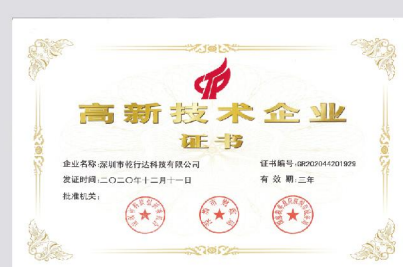 高新技术企业
证书
企业名称:深圳市乾行达科技有限公司
证书编号:GR202044201929
发证时间:二〇二〇年十二月十一日
有效期:三年
批准机关: